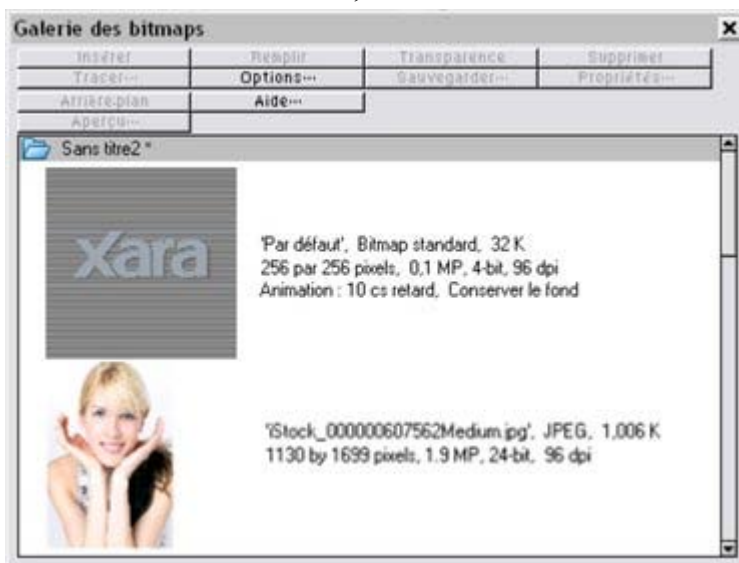 Galerie des bitmaps
Insérer Remplir Transparence Supprimer
Tracer... Options... Sauvegarder... Propriétés...
Arrière-plan Aide...
Aperçu...
Sans titre2 *
xara
'Par défaut', Bitmap standard, 32 K
256 par 256 pixels, 0,1 MP, 4-bit, 96 dpi
Animation : 10 cs retard, Conserver le fond
'iStock_000000607562Medium.jpg', JPEG, 1,006 K
1130 by 1699 pixels, 1.9 MP, 24-bit, 96 dpi